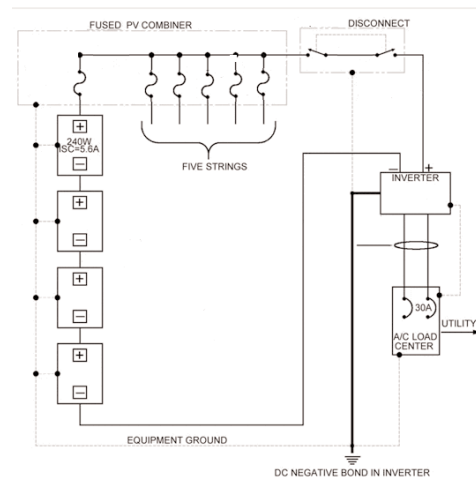 FUSED PV COMBINER
DISCONNECT
+
240W
ISC=5.6A
−
FIVE STRINGS
− +
INVERTER
+
−
+
−
30A
UTILITY
A/C LOAD
CENTER
+
−
EQUIPMENT GROUND
DC NEGATIVE BOND IN INVERTER